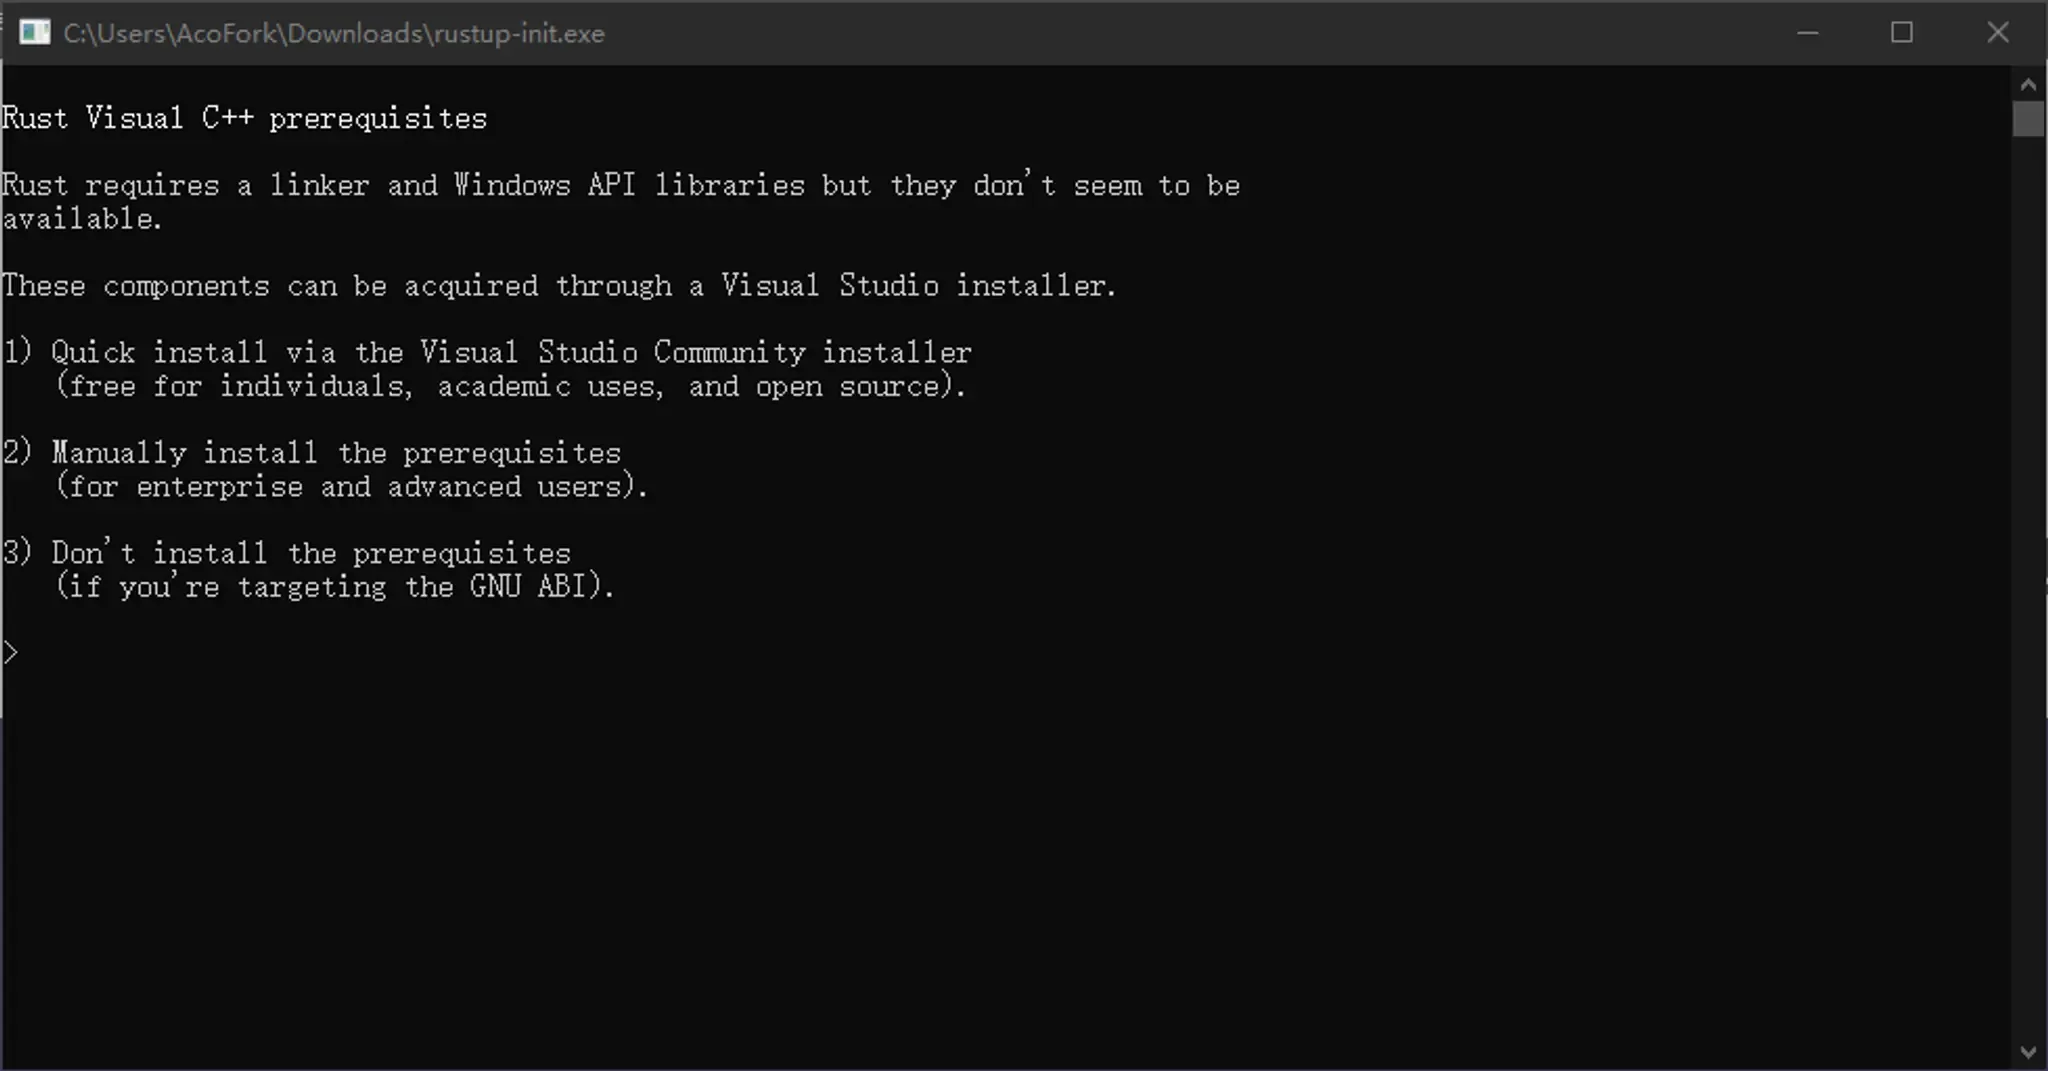 C:\Users\AcoFork\Downloads\rustup-init.exe
Rust Visual C++ prerequisites
Rust requires a linker and Windows API libraries but they don't seem to be
available.
These components can be acquired through a Visual Studio installer.
1) Quick install via the Visual Studio Community installer
(free for individuals, academic uses, and open source).
2) Manually install the prerequisites
(for enterprise and advanced users).
3) Don't install the prerequisites
(if you're targeting the GNU ABI).
>